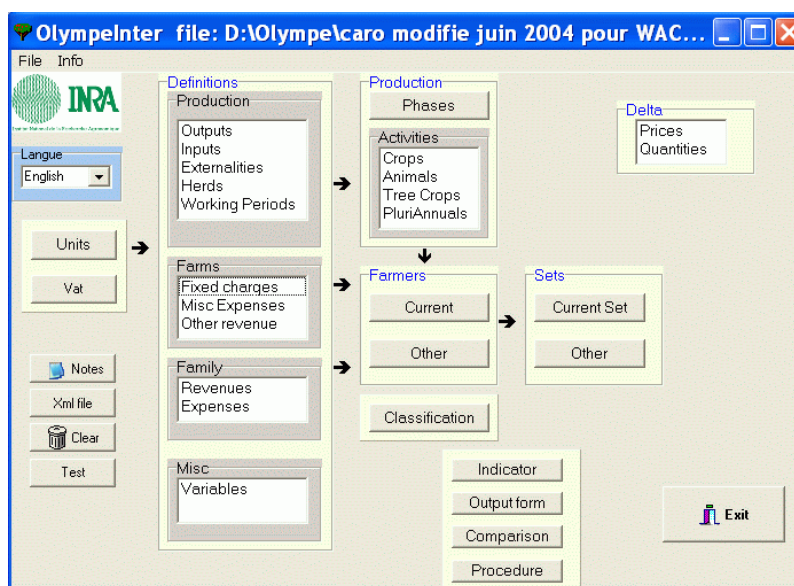 OlympeInter file: D:\Olympe\caro modifie juin 2004 pour WAC...
File Info
INRA
Langue
English
Units
Vat
Notes
Xml file
Clear
Test
Definitions
Production
Outputs
Inputs
Externalities
Herds
Working Periods
Farms
Fixed charges
Misc Expenses
Other revenue
Family
Revenues
Expenses
Misc
Variables
Production
Phases
Activities
Crops
Animals
Tree Crops
PluriAnnuals
Farmers
Current
Other
Classification
Sets
Current Set
Other
Delta
Prices
Quantities
Indicator
Output form
Comparison
Procedure
Exit